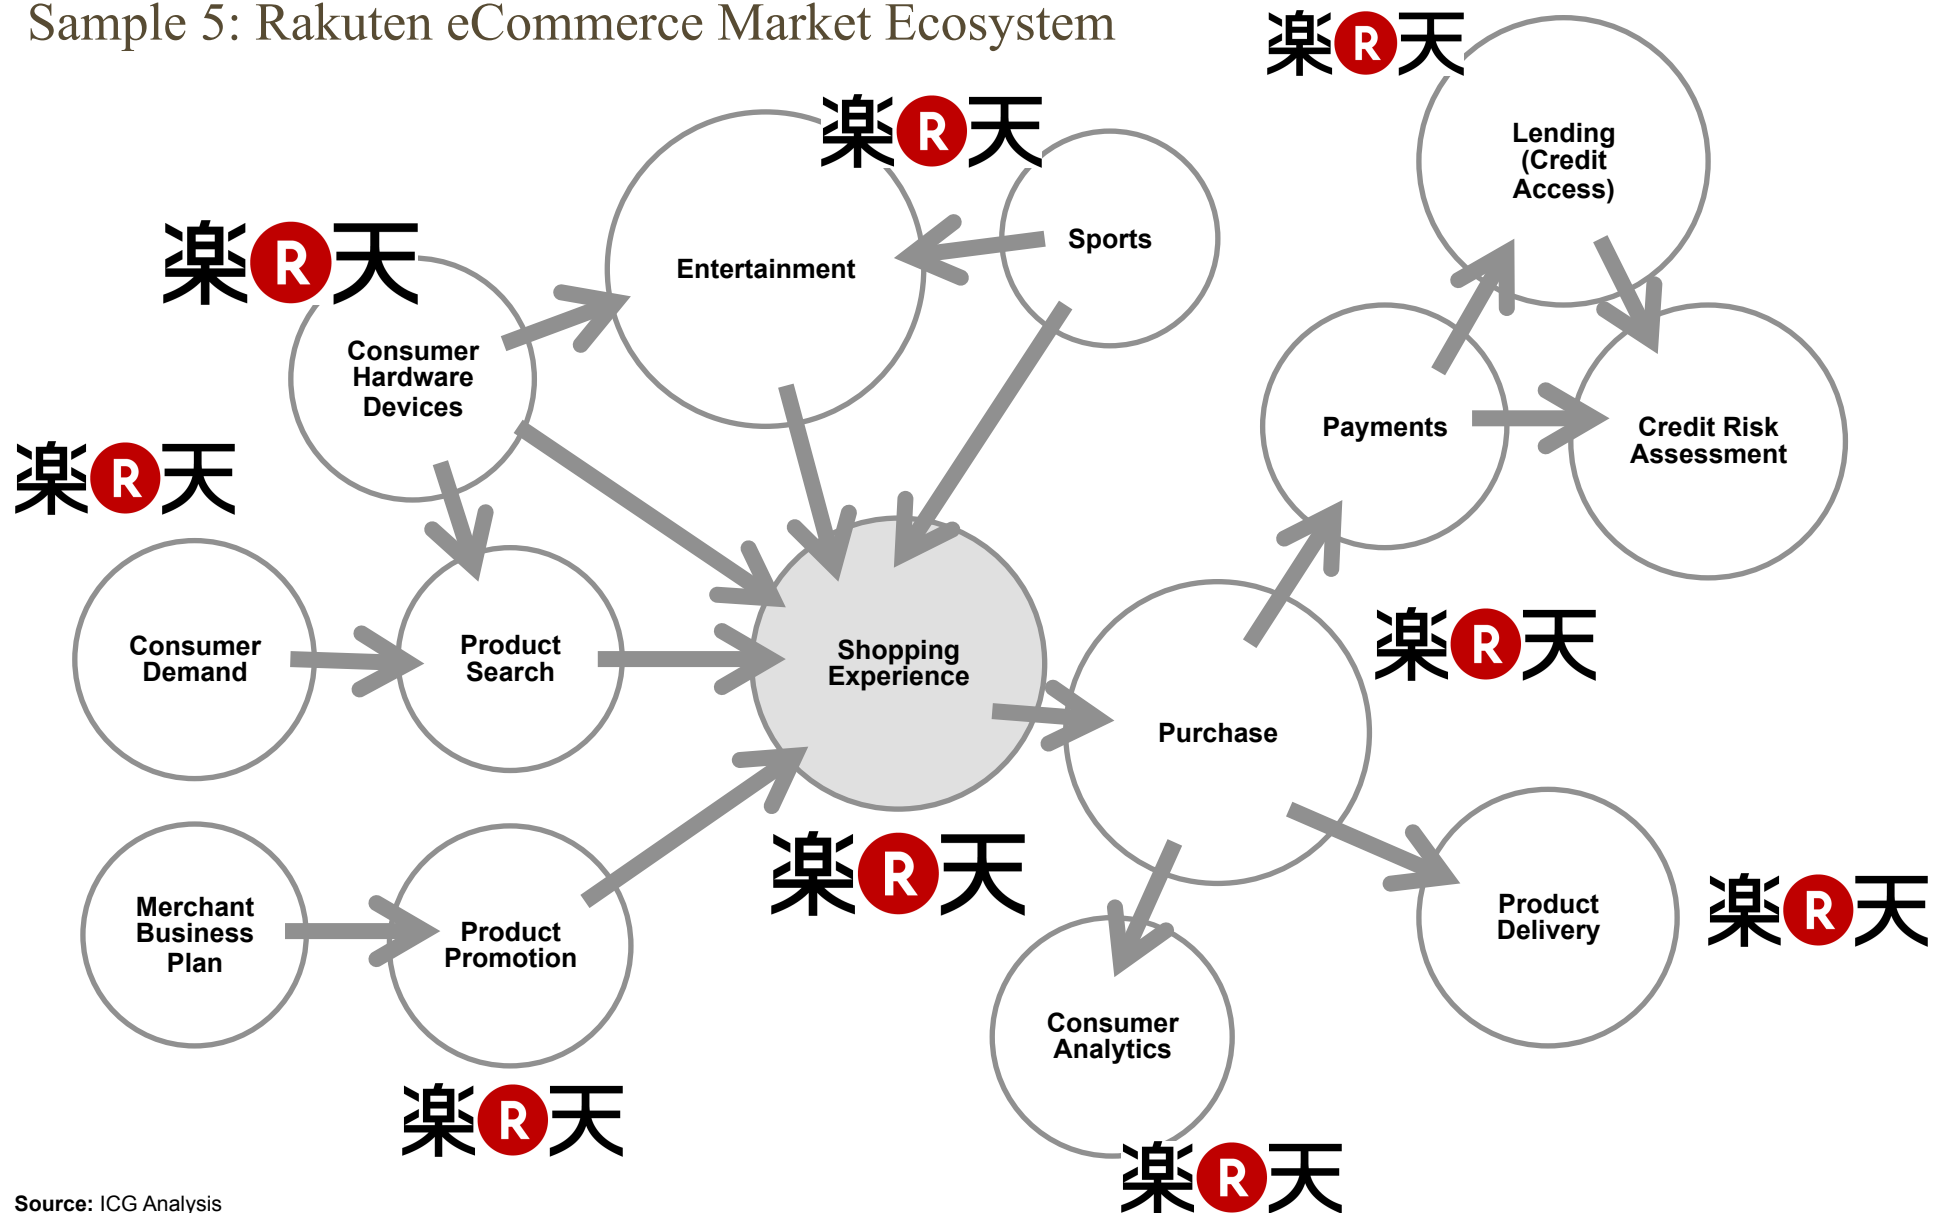 Sample 5: Rakuten eCommerce Market Ecosystem
楽R天
Lending
(Credit
Access)
楽R天
Sports
Entertainment
楽R天
Consumer
Hardware
Devices
Payments
Credit Risk
Assessment
楽R天
Consumer
Demand
Product
Search
Shopping
Experience
楽R天
Purchase
楽R天
Merchant
Business
Plan
Product
Promotion
Product
Delivery
楽R天
Consumer
Analytics
楽R天
楽R天
Source: ICG Analysis